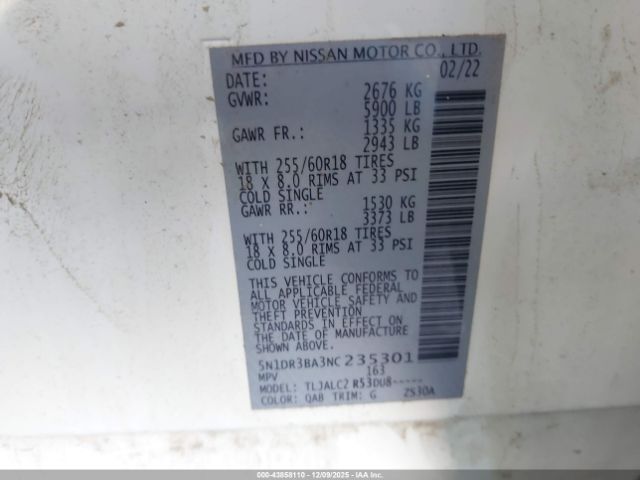 MFD BY NISSAN MOTOR CO., LTD.
DATE: 02/22
GVWR: 2676 KG
5900 LB
GAWR FR.: 1335 KG
2943 LB
WITH 255/60R18 TIRES
18 X 8.0 RIMS AT 33 PSI
COLD SINGLE
GAWR RR.: 1530 KG
3373 LB
WITH 255/60R18 TIRES
18 X 8.0 RIMS AT 33 PSI
COLD SINGLE
THIS VEHICLE CONFORMS TO
ALL APPLICABLE FEDERAL
MOTOR VEHICLE SAFETY AND
THEFT PREVENTION
STANDARDS IN EFFECT ON
THE DATE OF MANUFACTURE
SHOWN ABOVE.
5N1DR3BA3NC235301
MPV 163
MODEL: TLJALC2 R53DU8-----
COLOR: QAB TRIM: G ZS30A
000-43858110 - 12/09/2025 - IAAI.com